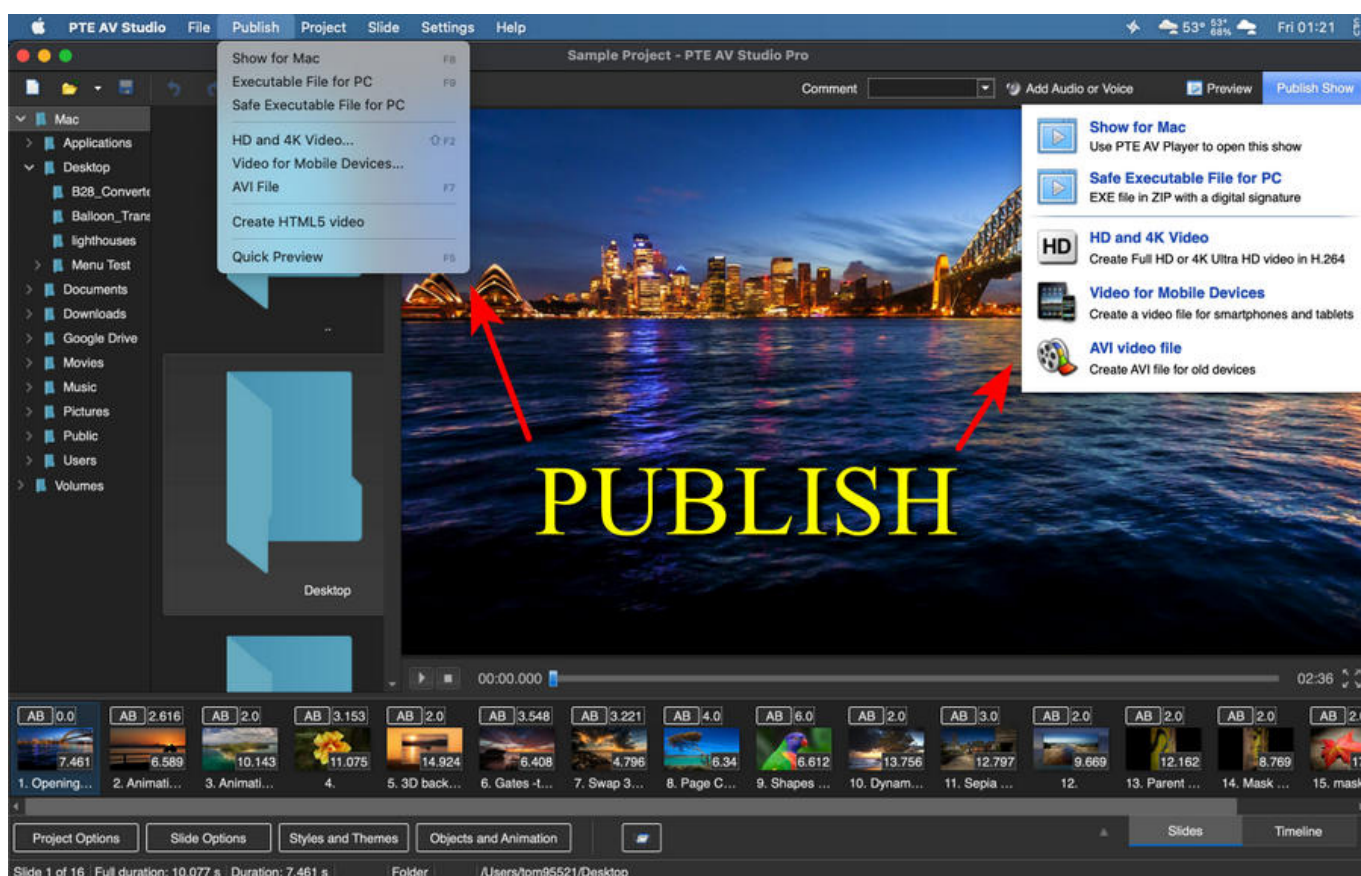 PTE AV Studio File Publish Project Slide Settings Help 53° 53° 68% Fri 01:21
Sample Project - PTE AV Studio Pro
Comment Add Audio or Voice Preview Publish Show
Show for Mac F8
Executable File for PC F9
Safe Executable File for PC
HD and 4K Video... ⇧F2
Video for Mobile Devices...
AVI File F7
Create HTML5 video
Quick Preview F5
Mac
Applications
Desktop
B28_Converte
Balloon_Trans
lighthouses
Menu Test
Documents
Downloads
Google Drive
Movies
Music
Pictures
Public
Users
Volumes
..
Desktop
Show for Mac
Use PTE AV Player to open this show
Safe Executable File for PC
EXE file in ZIP with a digital signature
HD
HD and 4K Video
Create Full HD or 4K Ultra HD video in H.264
Video for Mobile Devices
Create a video file for smartphones and tablets
AVI video file
Create AVI file for old devices
PUBLISH
00:00.000 02:36
AB 0.0 AB 2.616 AB 2.0 AB 3.153 AB 2.0 AB 3.548 AB 3.221 AB 4.0 AB 6.0 AB 2.0 AB 3.0 AB 2.0 AB 2.0 AB 2.0 AB 2.
7.461 6.589 10.143 11.075 14.924 6.408 4.796 6.34 6.612 13.756 12.797 9.669 12.162 8.769 17
1. Opening... 2. Animati... 3. Animati... 4. 5. 3D back... 6. Gates -t... 7. Swap 3... 8. Page C... 9. Shapes ... 10. Dynam... 11. Sepia ... 12. 13. Parent ... 14. Mask ... 15. mask
Project Options Slide Options Styles and Themes Objects and Animation Slides Timeline
Slide 1 of 16 Full duration: 10.077 s Duration: 7.461 s Folder /Users/tom95521/Desktop